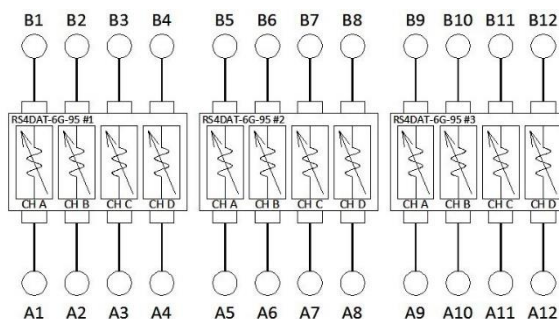 B1 B2 B3 B4 B5 B6 B7 B8 B9 B10 B11 B12
RS4DAT-6G-95 #1 RS4DAT-6G-95 #2 RS4DAT-6G-95 #3
CH A CH B CH C CH D CH A CH B CH C CH D CH A CH B CH C CH D
A1 A2 A3 A4 A5 A6 A7 A8 A9 A10 A11 A12